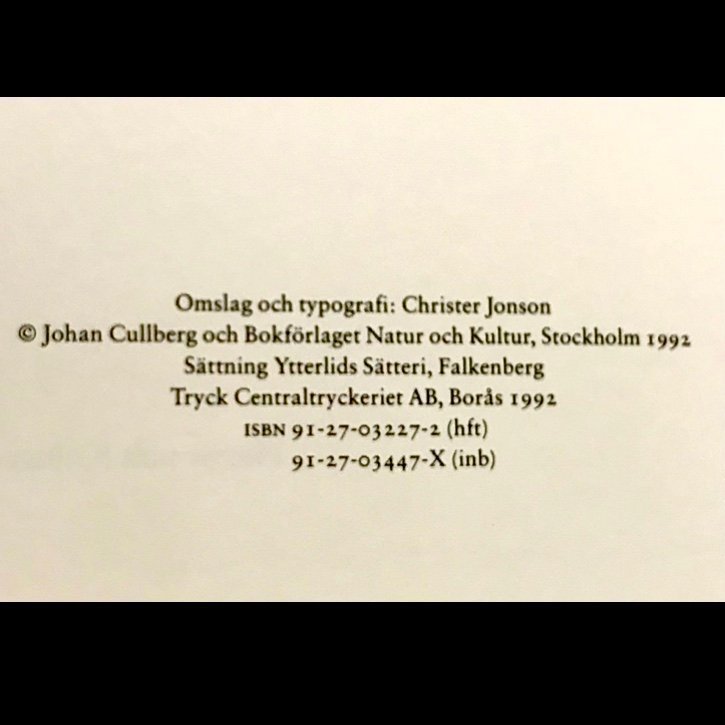 Omslag och typografi: Christer Jonson
© Johan Cullberg och Bokförlaget Natur och Kultur, Stockholm 1992
Sättning Ytterlids Sätteri, Falkenberg
Tryck Centraltryckeriet AB, Borås 1992
ISBN 91-27-03227-2 (hft)
91-27-03447-X (inb)